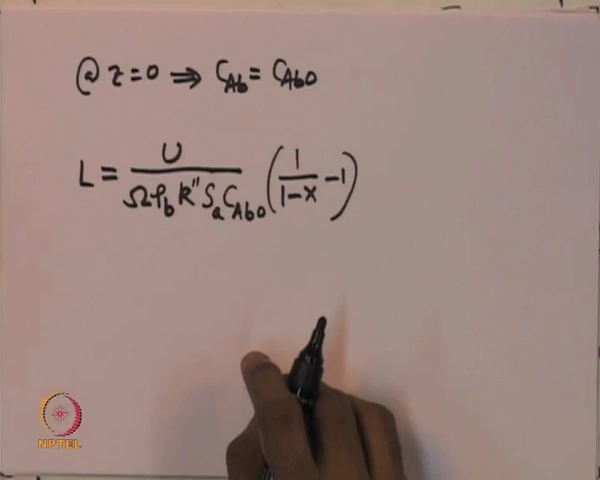 @ z=0 ⇒ C_Ab = C_Ab0
L = U / (Ω ρ_b k'' S_a C_Ab0) (1/(1-x) - 1)
NPTEL